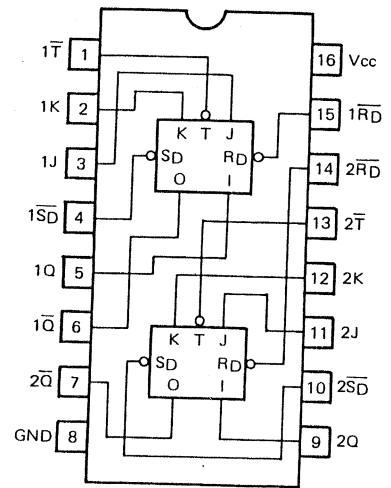 1T̅ 1 16 Vcc
1K 2 15 1R̅D̅
1J 3 14 2R̅D̅
1S̅D̅ 4 13 2T̅
1Q 5 12 2K
1Q̅ 6 11 2J
2Q̅ 7 10 2S̅D̅
GND 8 9 2Q
K T J
SD RD
O I
K T J
SD RD
O I